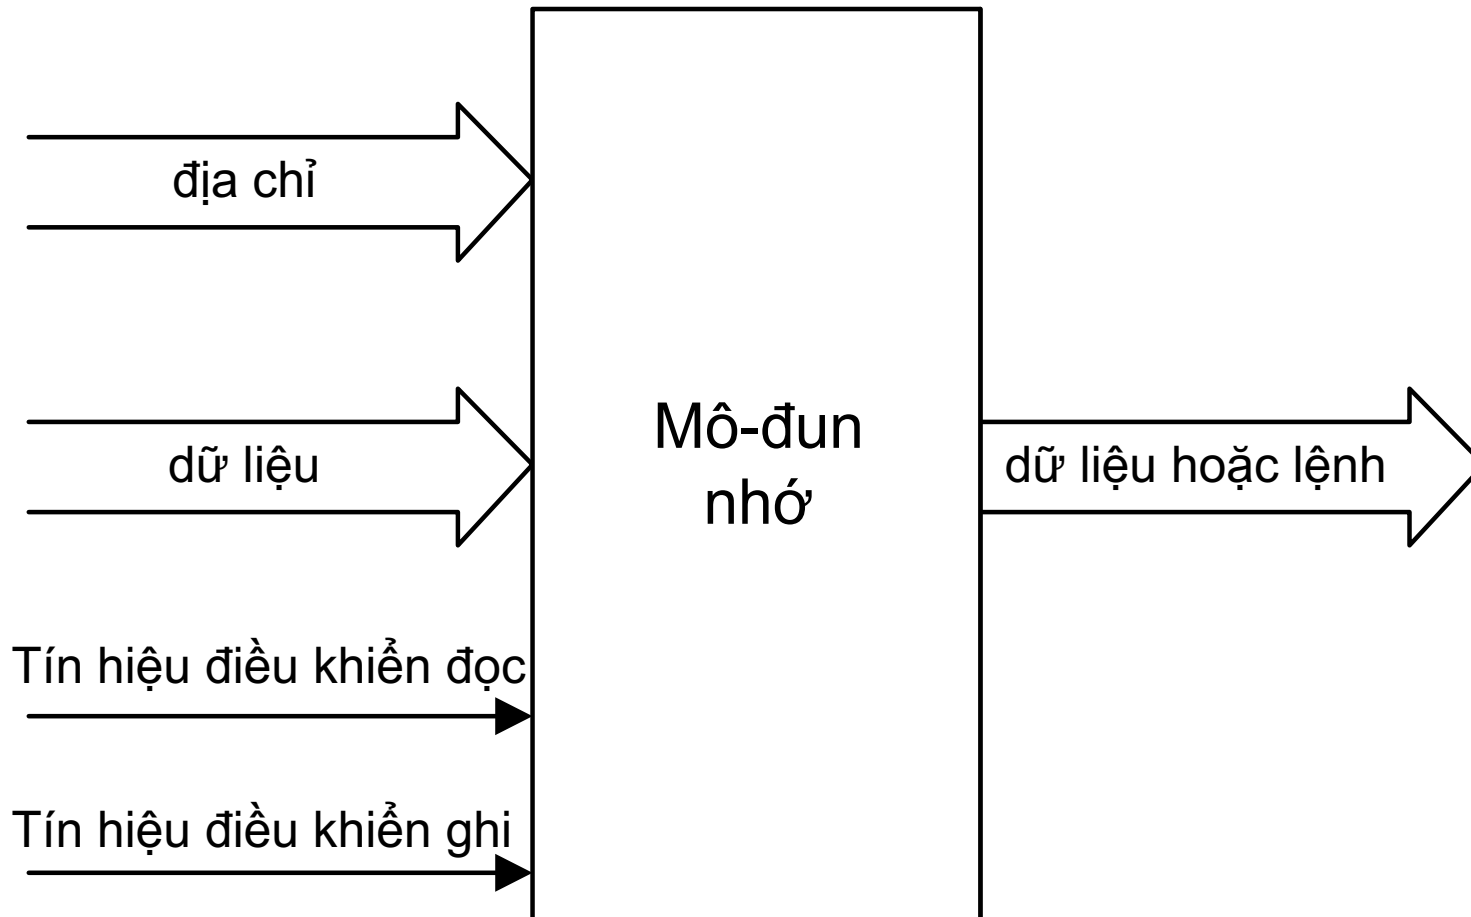 địa chỉ
dữ liệu
Mô-đun
nhớ
dữ liệu hoặc lệnh
Tín hiệu điều khiển đọc
Tín hiệu điều khiển ghi